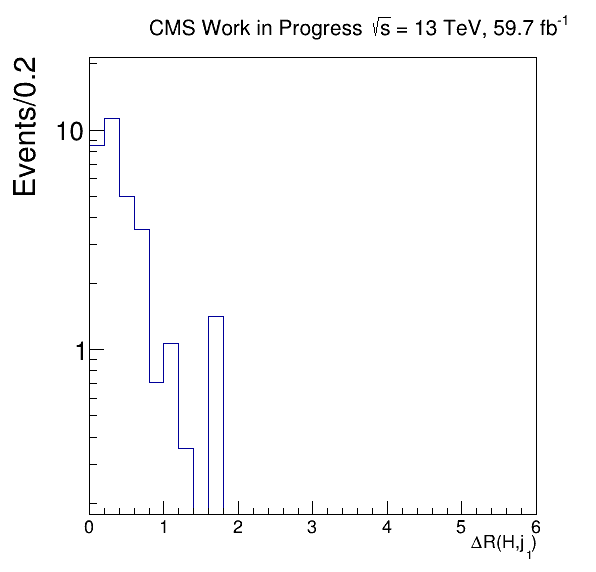 CMS Work in Progress √s = 13 TeV, 59.7 fb⁻¹
Events/0.2
10
1
0 1 2 3 4 5 6
ΔR(H,j₁)